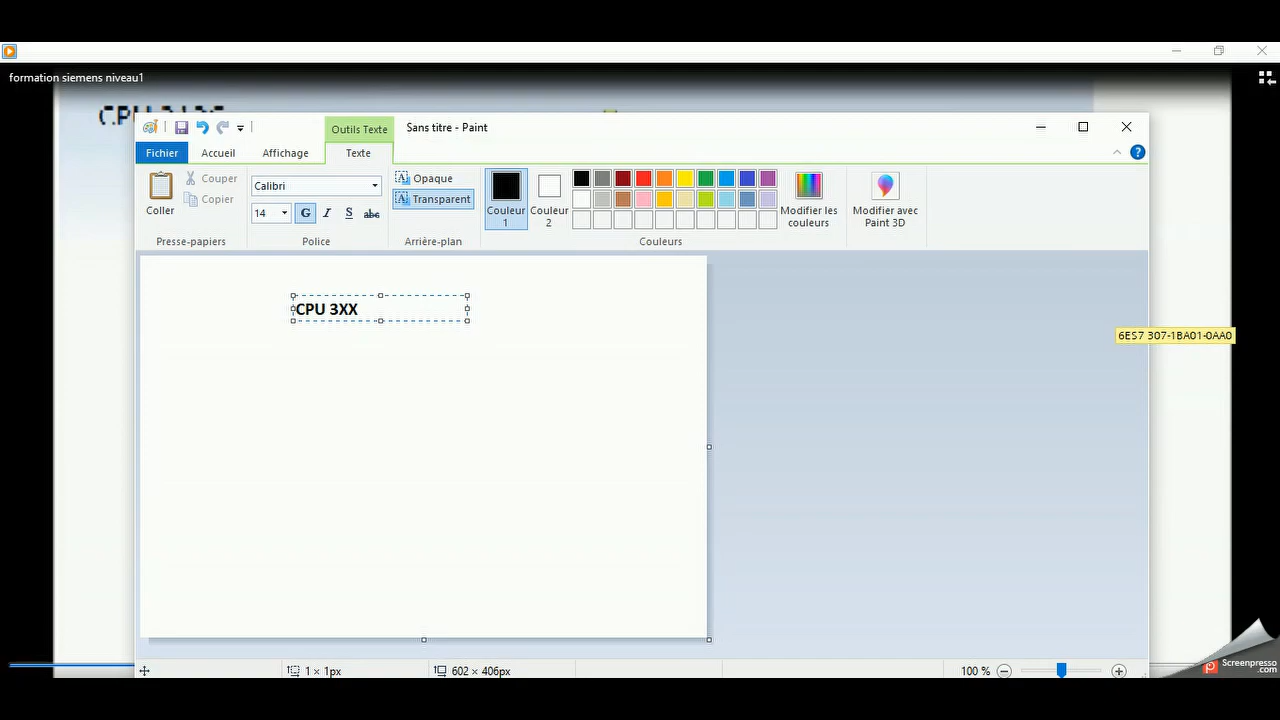 formation siemens niveau1
Sans titre - Paint
Outils Texte
Fichier
Accueil
Affichage
Texte
Coller
Couper
Copier
Presse-papiers
Calibri
14
G
I
S
abc
Police
Opaque
Transparent
Arrière-plan
Couleur 1
Couleur 2
Modifier les couleurs
Couleurs
Modifier avec Paint 3D
CPU 3XX
6ES7 307-1BA01-0AA0
1 × 1px
602 × 406px
100 %
Screenpresso
.com